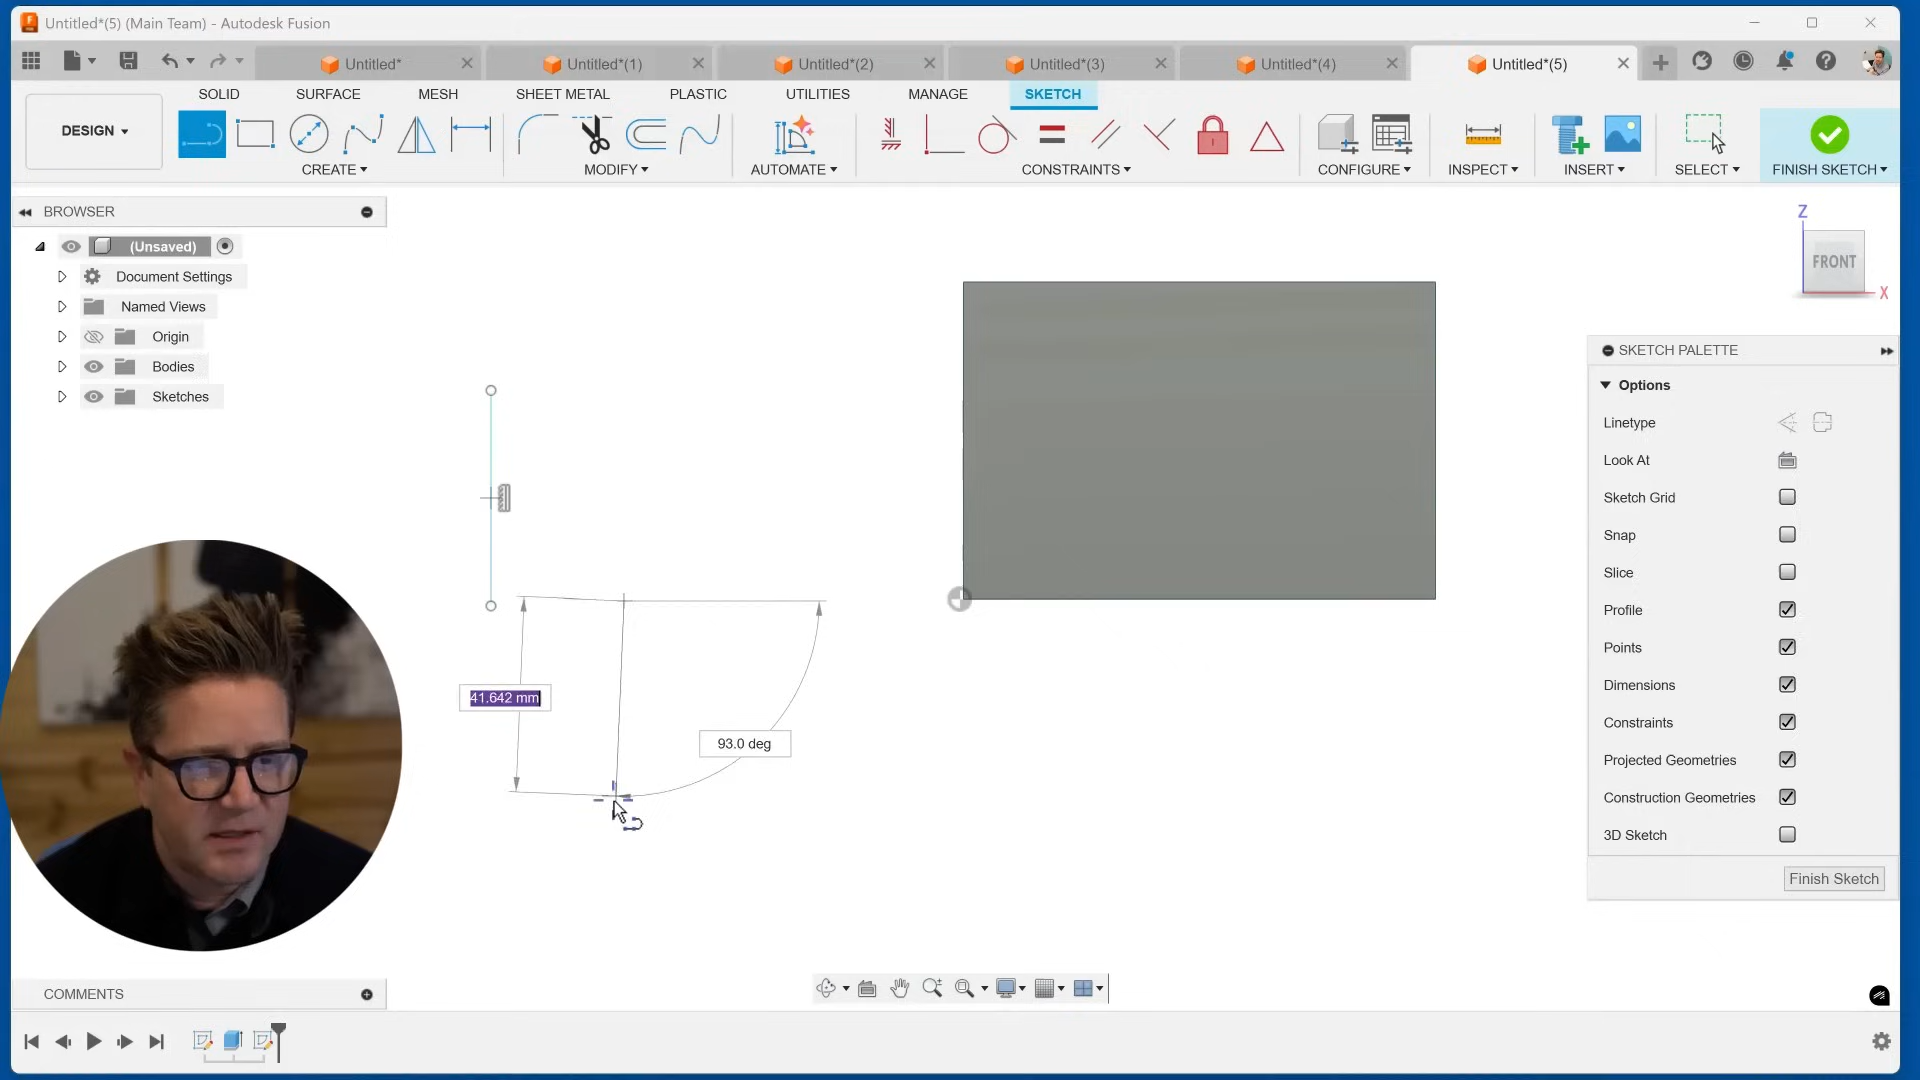 Untitled*(5) (Main Team) - Autodesk Fusion
Untitled*
Untitled*(1)
Untitled*(2)
Untitled*(3)
Untitled*(4)
Untitled*(5)
SOLID
SURFACE
MESH
SHEET METAL
PLASTIC
UTILITIES
MANAGE
SKETCH
DESIGN
CREATE
MODIFY
AUTOMATE
CONSTRAINTS
CONFIGURE
INSPECT
INSERT
SELECT
FINISH SKETCH
BROWSER
(Unsaved)
Document Settings
Named Views
Origin
Bodies
Sketches
Z
FRONT
X
SKETCH PALETTE
Options
Linetype
Look At
Sketch Grid
Snap
Slice
Profile
Points
Dimensions
Constraints
Projected Geometries
Construction Geometries
3D Sketch
Finish Sketch
41.642 mm
93.0 deg
COMMENTS